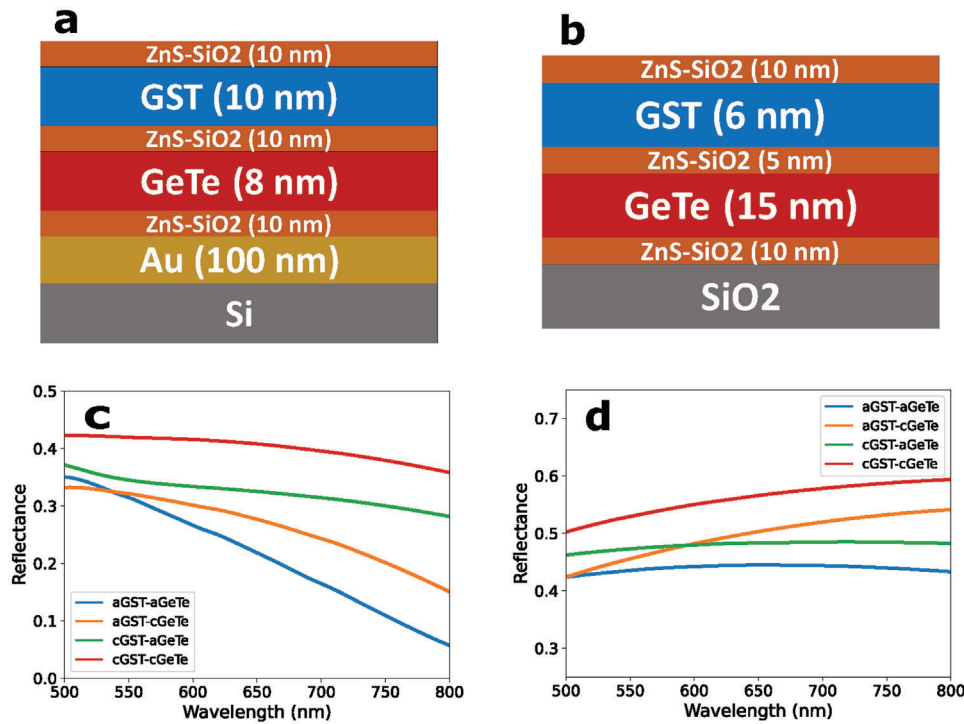 a
ZnS-SiO2 (10 nm)
GST (10 nm)
ZnS-SiO2 (10 nm)
GeTe (8 nm)
ZnS-SiO2 (10 nm)
Au (100 nm)
Si
b
ZnS-SiO2 (10 nm)
GST (6 nm)
ZnS-SiO2 (5 nm)
GeTe (15 nm)
ZnS-SiO2 (10 nm)
SiO2
c
Reflectance
0.5
0.4
0.3
0.2
0.1
0.0
aGST-aGeTe
aGST-cGeTe
cGST-aGeTe
cGST-cGeTe
500 550 600 650 700 750 800
Wavelength (nm)
d
Reflectance
0.7
0.6
0.5
0.4
0.3
aGST-aGeTe
aGST-cGeTe
cGST-aGeTe
cGST-cGeTe
500 550 600 650 700 750 800
Wavelength (nm)